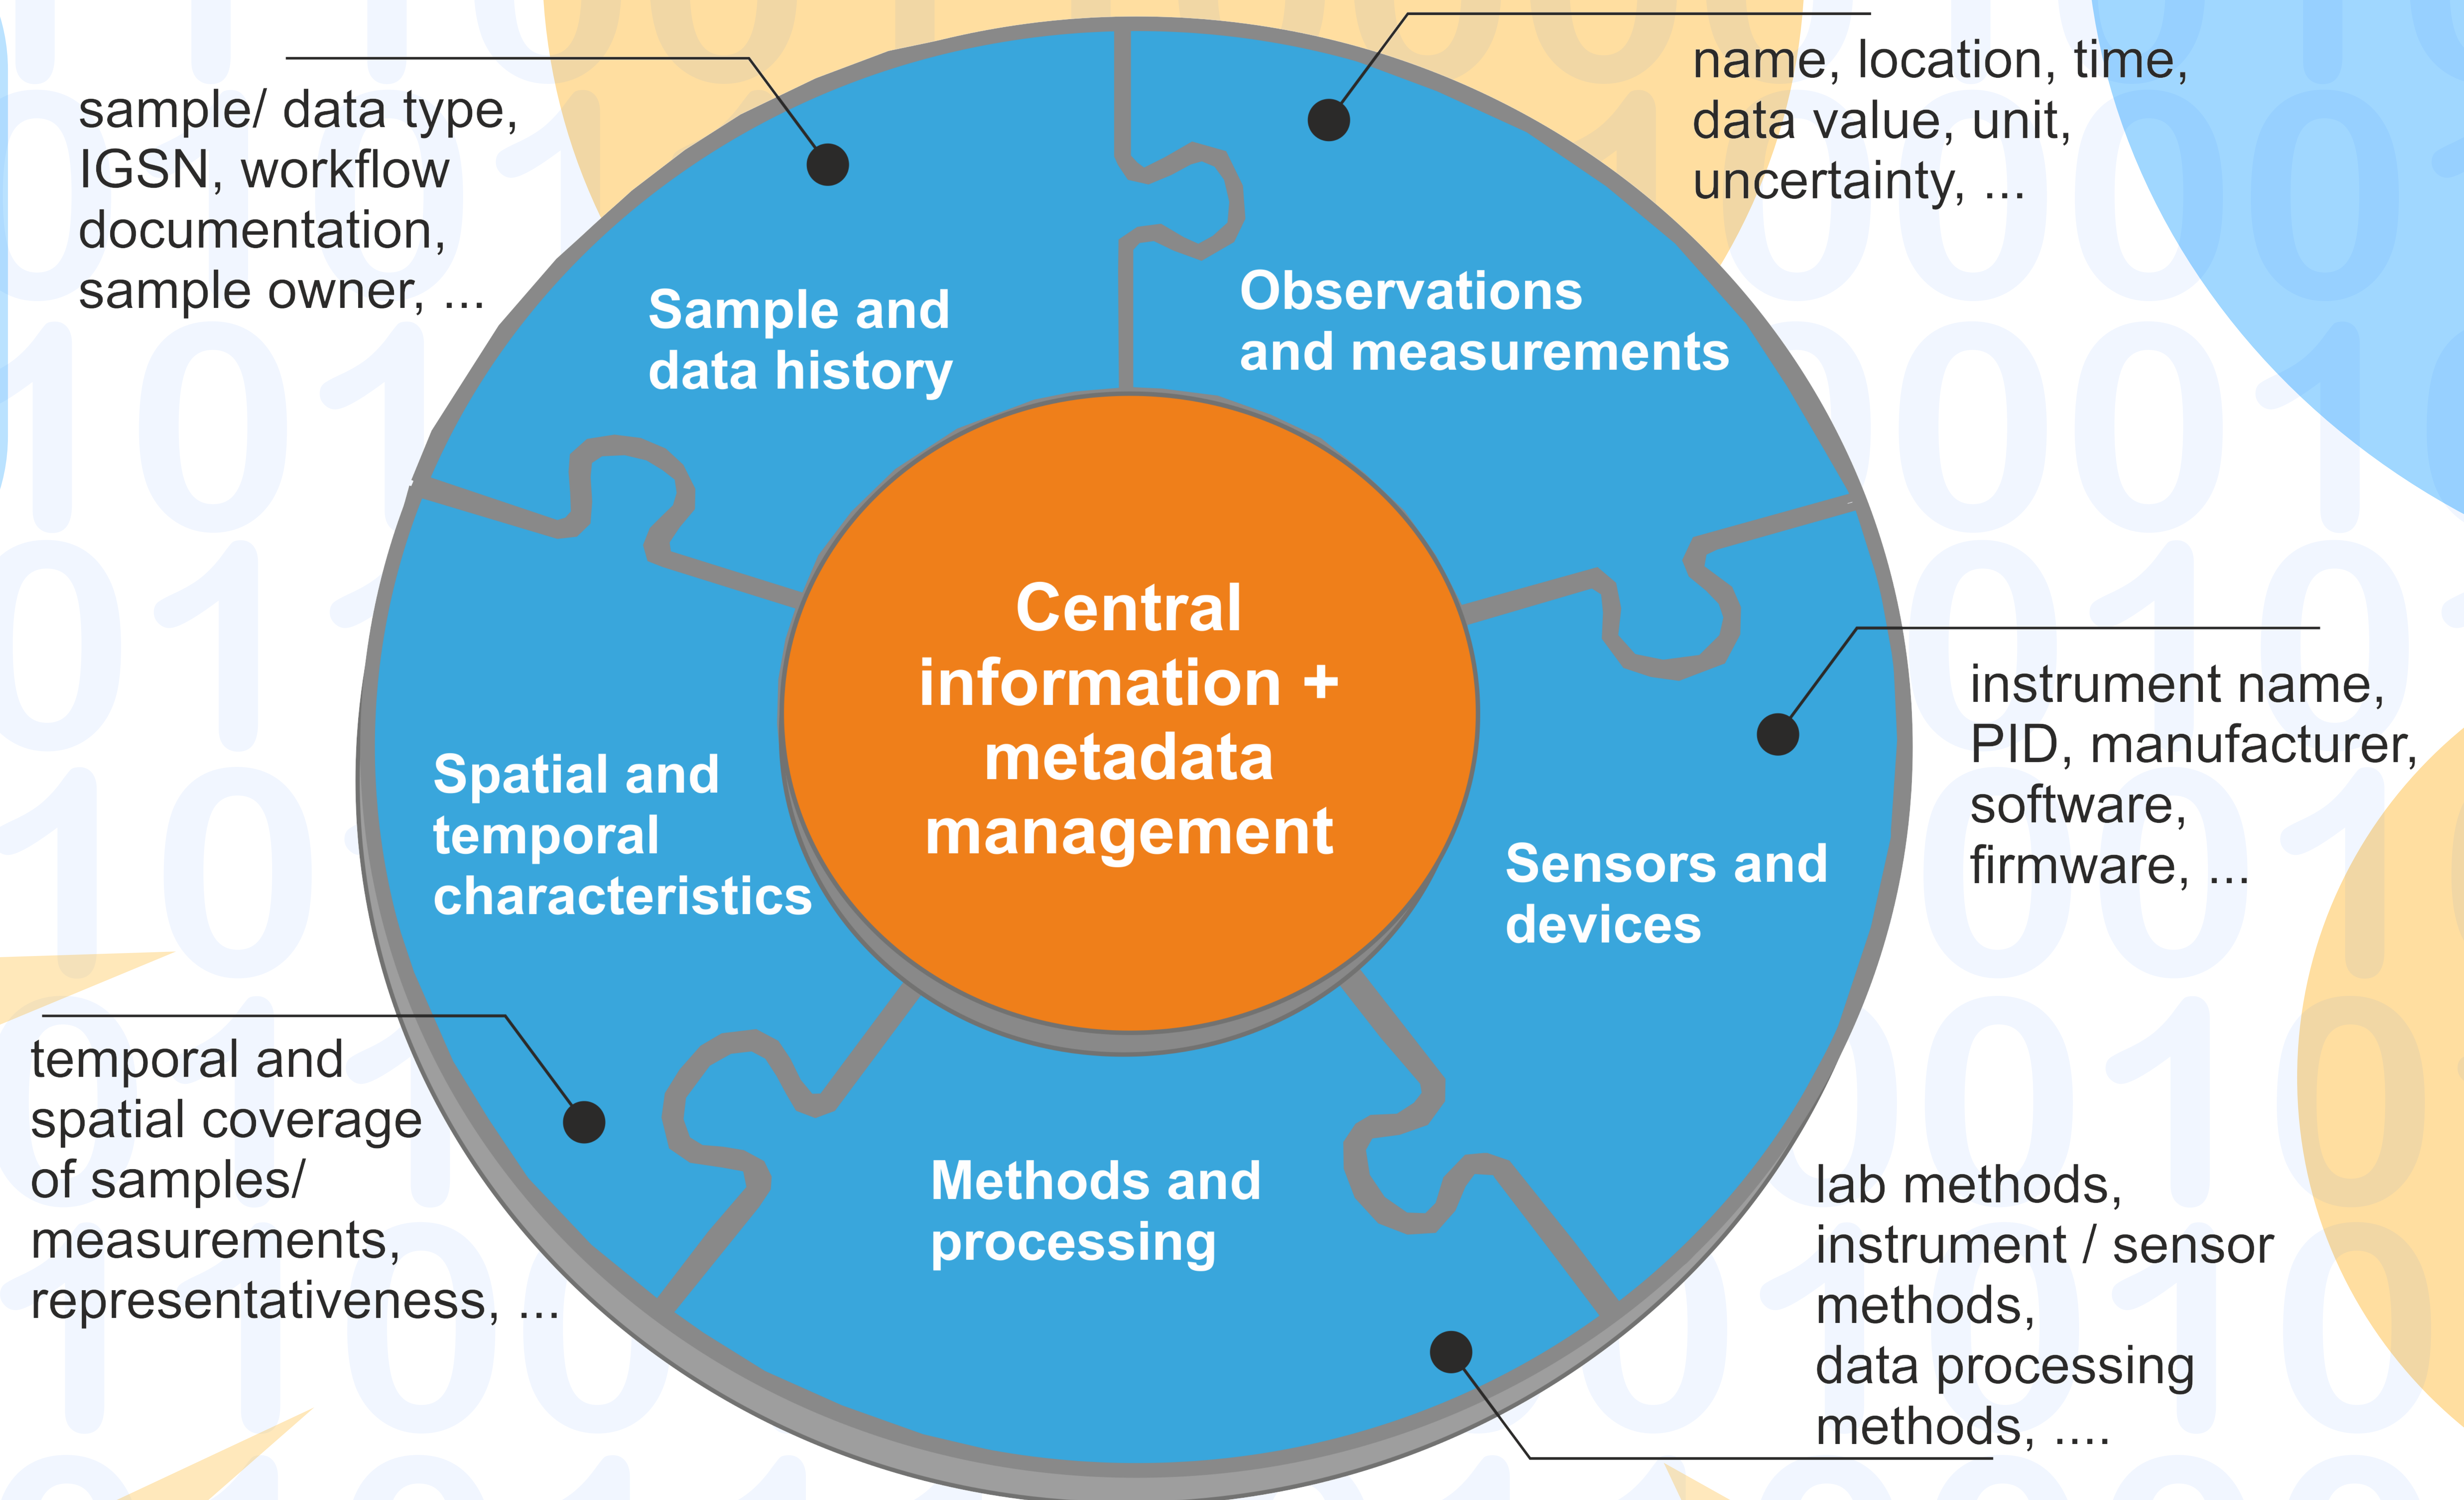 sample/ data type,
IGSN, workflow
documentation,
sample owner, ...
name, location, time,
data value, unit,
uncertainty, ...
Sample and
data history
Observations
and measurements
Central
information +
metadata
management
Spatial and
temporal
characteristics
Sensors and
devices
instrument name,
PID, manufacturer,
software,
firmware, ...
temporal and
spatial coverage
of samples/
measurements,
representativeness, ...
Methods and
processing
lab methods,
instrument / sensor
methods,
data processing
methods, ....